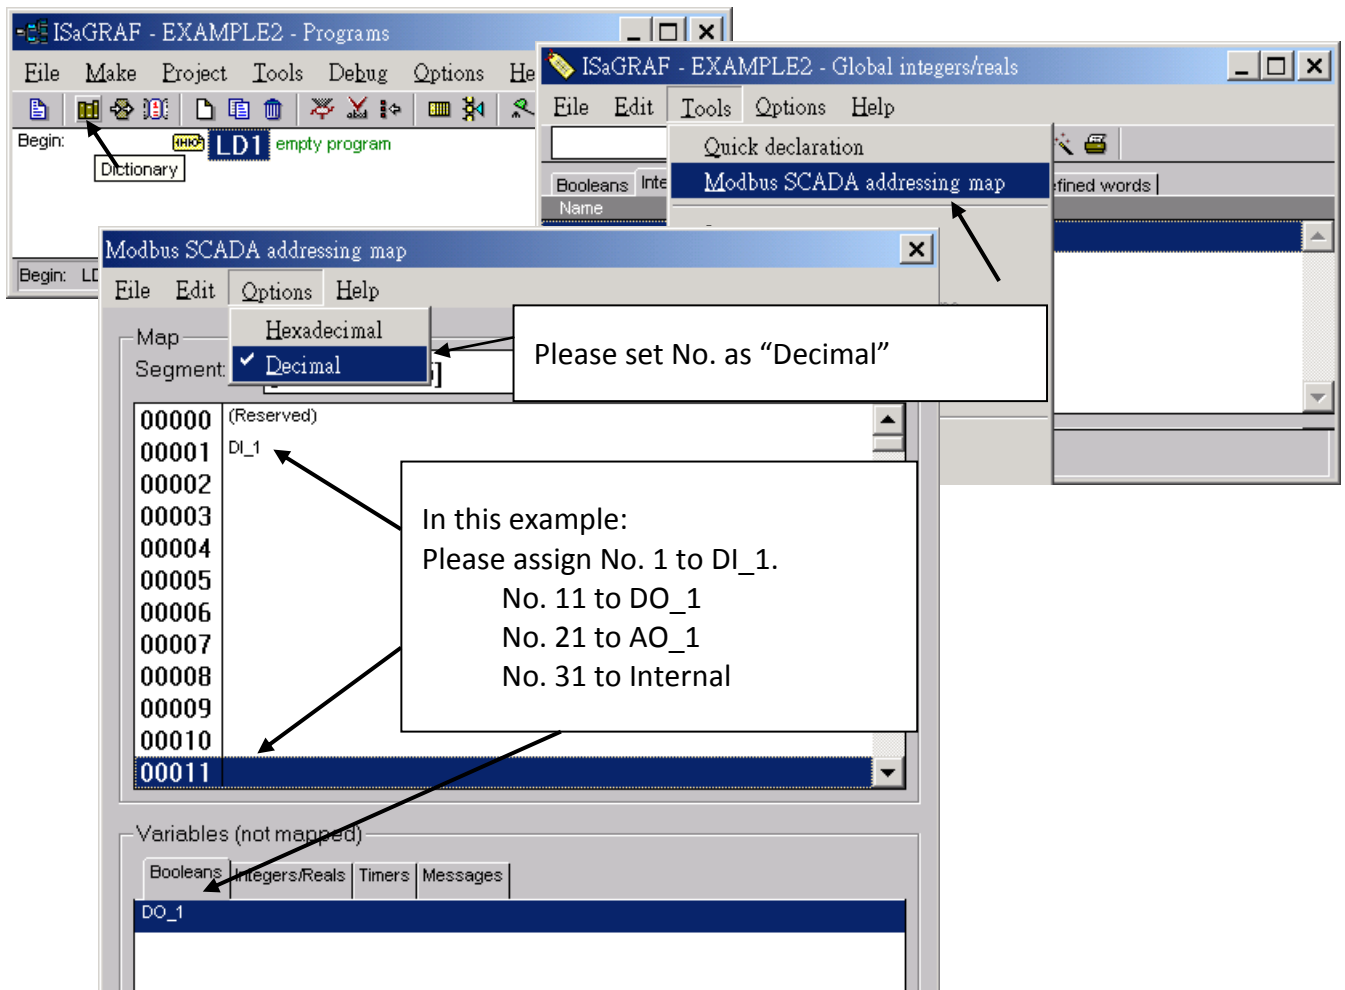 ISaGRAF - EXAMPLE2 - Programs
File Make Project Tools Debug Options He
Begin:
LD1 empty program
Dictionary
Begin: LD
ISaGRAF - EXAMPLE2 - Global integers/reals
File Edit Tools Options Help
Quick declaration
Modbus SCADA addressing map
Booleans Inte fined words
Name
Modbus SCADA addressing map
File Edit Options Help
Hexadecimal
Decimal
Map
Segment:
Please set No. as “Decimal”
00000 (Reserved)
00001 DI_1
00002
00003
00004
00005
00006
00007
00008
00009
00010
00011
In this example:
Please assign No. 1 to DI_1.
No. 11 to DO_1
No. 21 to AO_1
No. 31 to Internal
Variables (not mapped)
Booleans Integers/Reals Timers Messages
DO_1